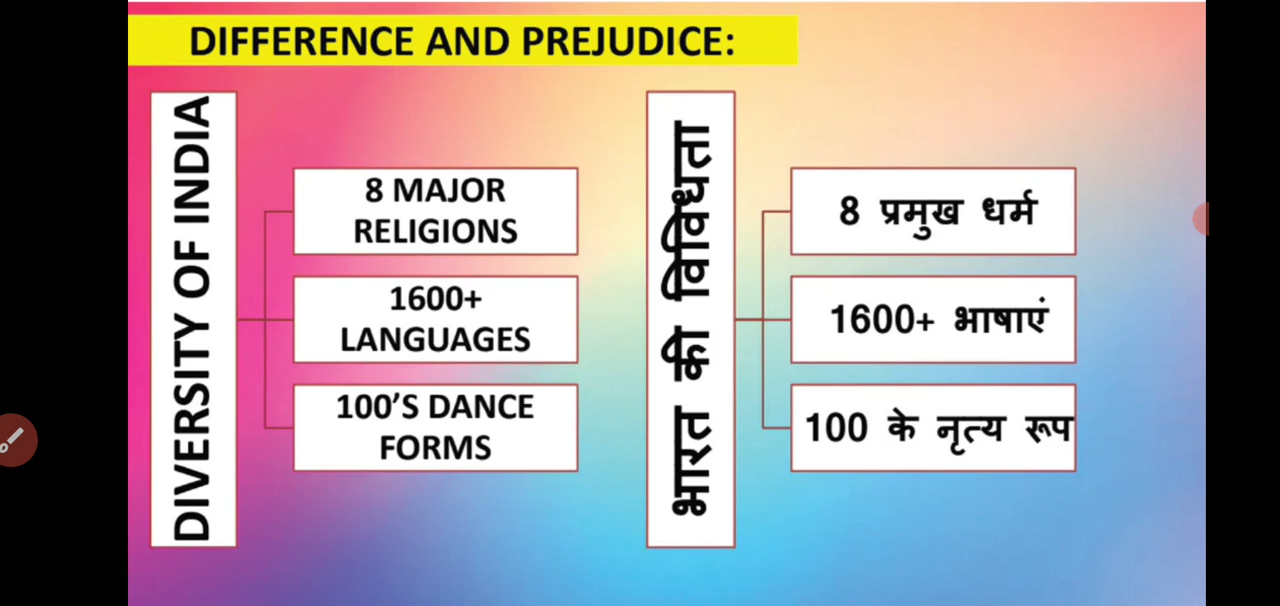 DIFFERENCE AND PREJUDICE:
DIVERSITY OF INDIA
8 MAJOR
RELIGIONS
1600+
LANGUAGES
100’S DANCE
FORMS
भारत की विविधता
8 प्रमुख धर्म
1600+ भाषाएं
100 के नृत्य रूप